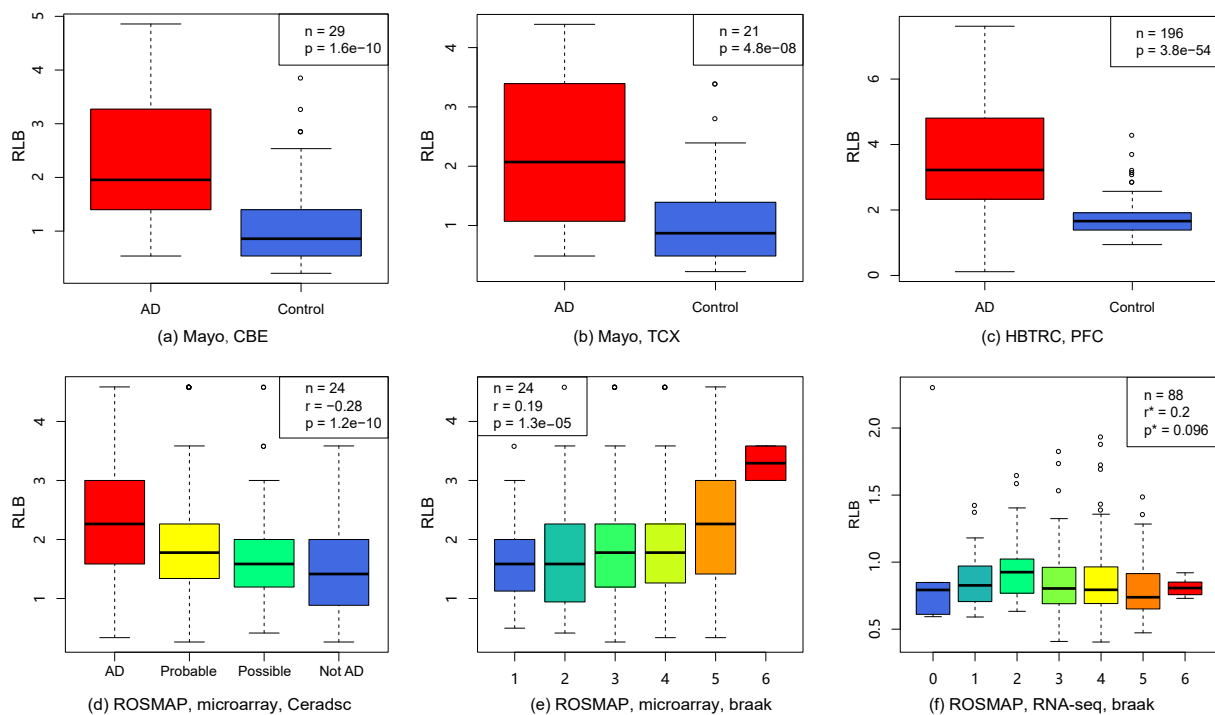 n = 29
p = 1.6e−10
RLB
5
4
3
2
1
AD
Control
(a) Mayo, CBE
n = 21
p = 4.8e−08
RLB
4
3
2
1
AD
Control
(b) Mayo, TCX
n = 196
p = 3.8e−54
RLB
6
4
2
0
AD
Control
(c) HBTRC, PFC
n = 24
r = −0.28
p = 1.2e−10
RLB
4
3
2
1
AD
Probable
Possible
Not AD
(d) ROSMAP, microarray, Ceradsc
n = 24
r = 0.19
p = 1.3e−05
RLB
4
3
2
1
1 2 3 4 5 6
(e) ROSMAP, microarray, braak
n = 88
r* = 0.2
p* = 0.096
RLB
2.0
1.5
1.0
0.5
0 1 2 3 4 5 6
(f) ROSMAP, RNA-seq, braak